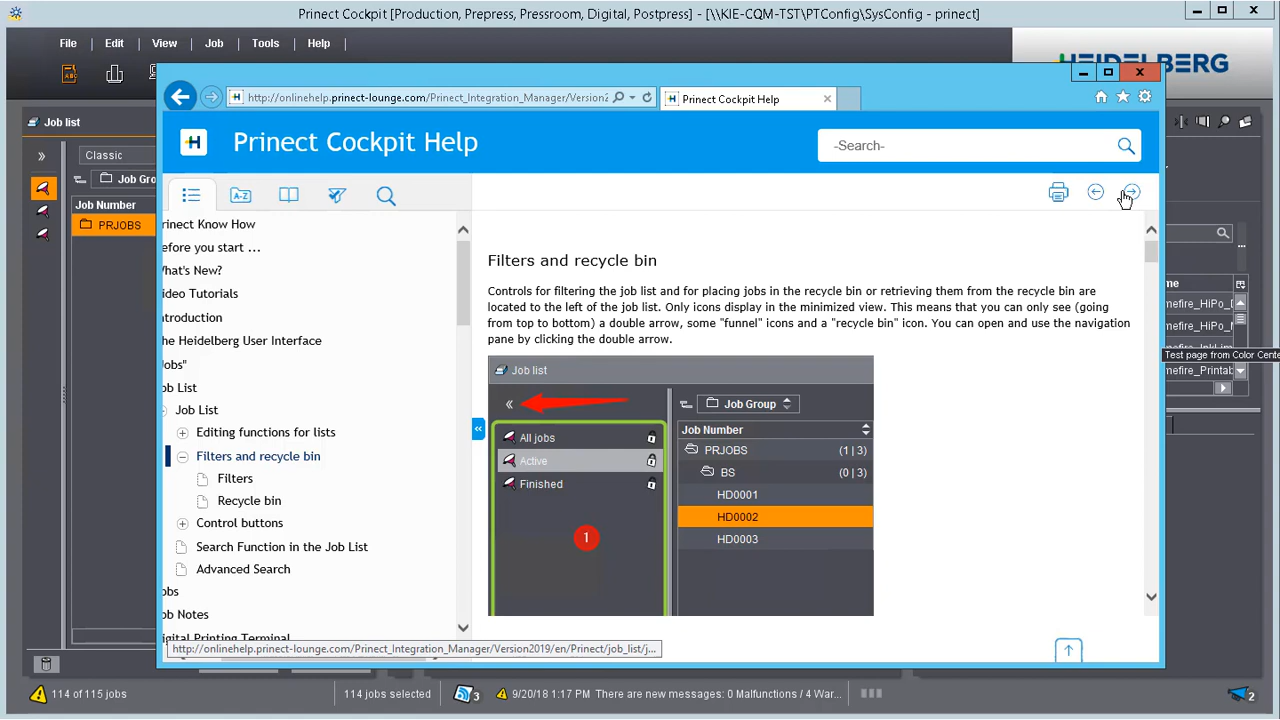 Prinect Cockpit [Production, Prepress, Pressroom, Digital, Postpress] - [\\KIE-CQM-TST\PTConfig\SysConfig - prinect]
File Edit View Job Tools Help
HEIDELBERG
Job list
http://onlinehelp.prinect-lounge.com/Prinect_Integration_Manager/Version2
Prinect Cockpit Help
Prinect Cockpit Help
-Search-
Classic
Job Gro
Job Number
PRJOBS
A-Z
rinect Know How
efore you start ...
hat's New?
ideo Tutorials
ntroduction
he Heidelberg User Interface
Jobs"
ob List
Job List
Editing functions for lists
Filters and recycle bin
Filters
Recycle bin
Control buttons
Search Function in the Job List
Advanced Search
obs
ob Notes
igital Printing Terminal
Filters and recycle bin
Controls for filtering the job list and for placing jobs in the recycle bin or retrieving them from the recycle bin are
located to the left of the job list. Only icons display in the minimized view. This means that you can only see (going
from top to bottom) a double arrow, some "funnel" icons and a "recycle bin" icon. You can open and use the navigation
pane by clicking the double arrow.
Job list
Job Group
All jobs
Active
Finished
1
Job Number
PRJOBS (1 | 3)
BS (0 | 3)
HD0001
HD0002
HD0003
me
mefire_HiPo_D
mefire_HiPo_M
Test page from Color Cente
mefire_Printab
http://onlinehelp.prinect-lounge.com/Prinect_Integration_Manager/Version2019/en/Prinect/job_list/j...
114 of 115 jobs
114 jobs selected
3
9/20/18 1:17 PM There are new messages: 0 Malfunctions / 4 War...
2